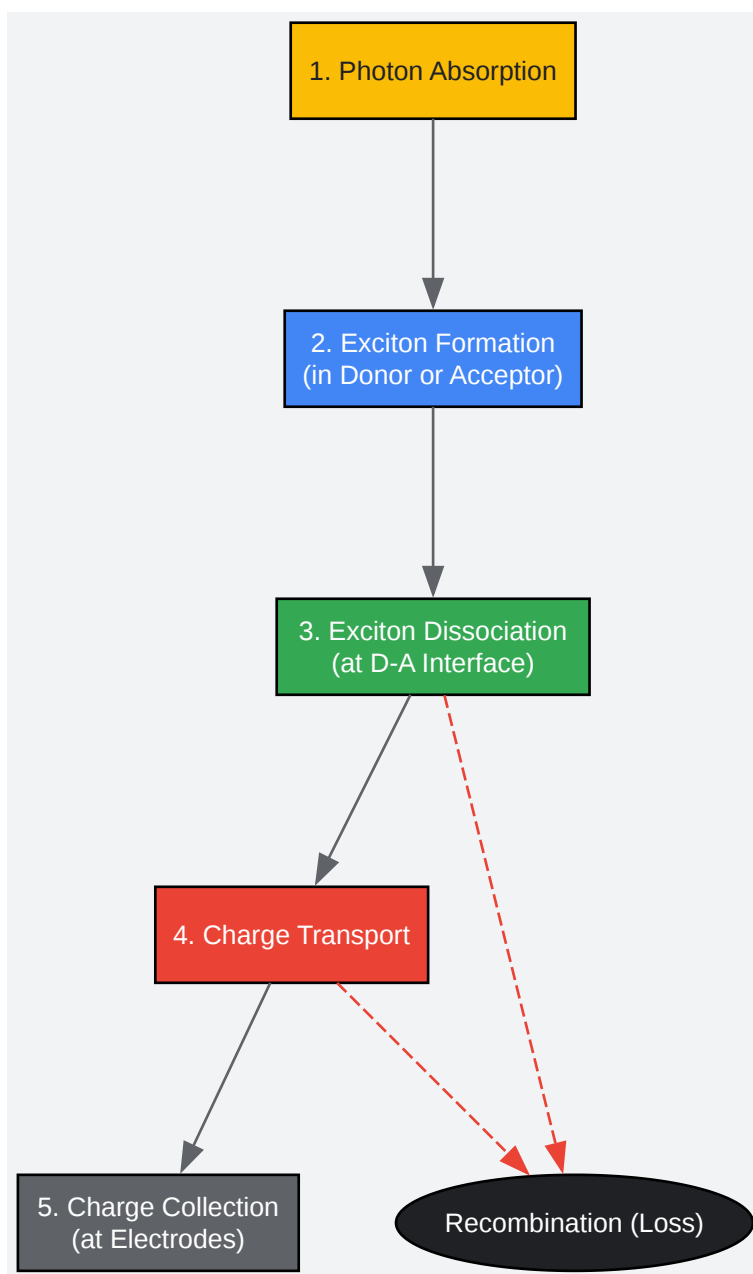 1. Photon Absorption
2. Exciton Formation
(in Donor or Acceptor)
3. Exciton Dissociation
(at D-A Interface)
4. Charge Transport
5. Charge Collection
(at Electrodes)
Recombination (Loss)